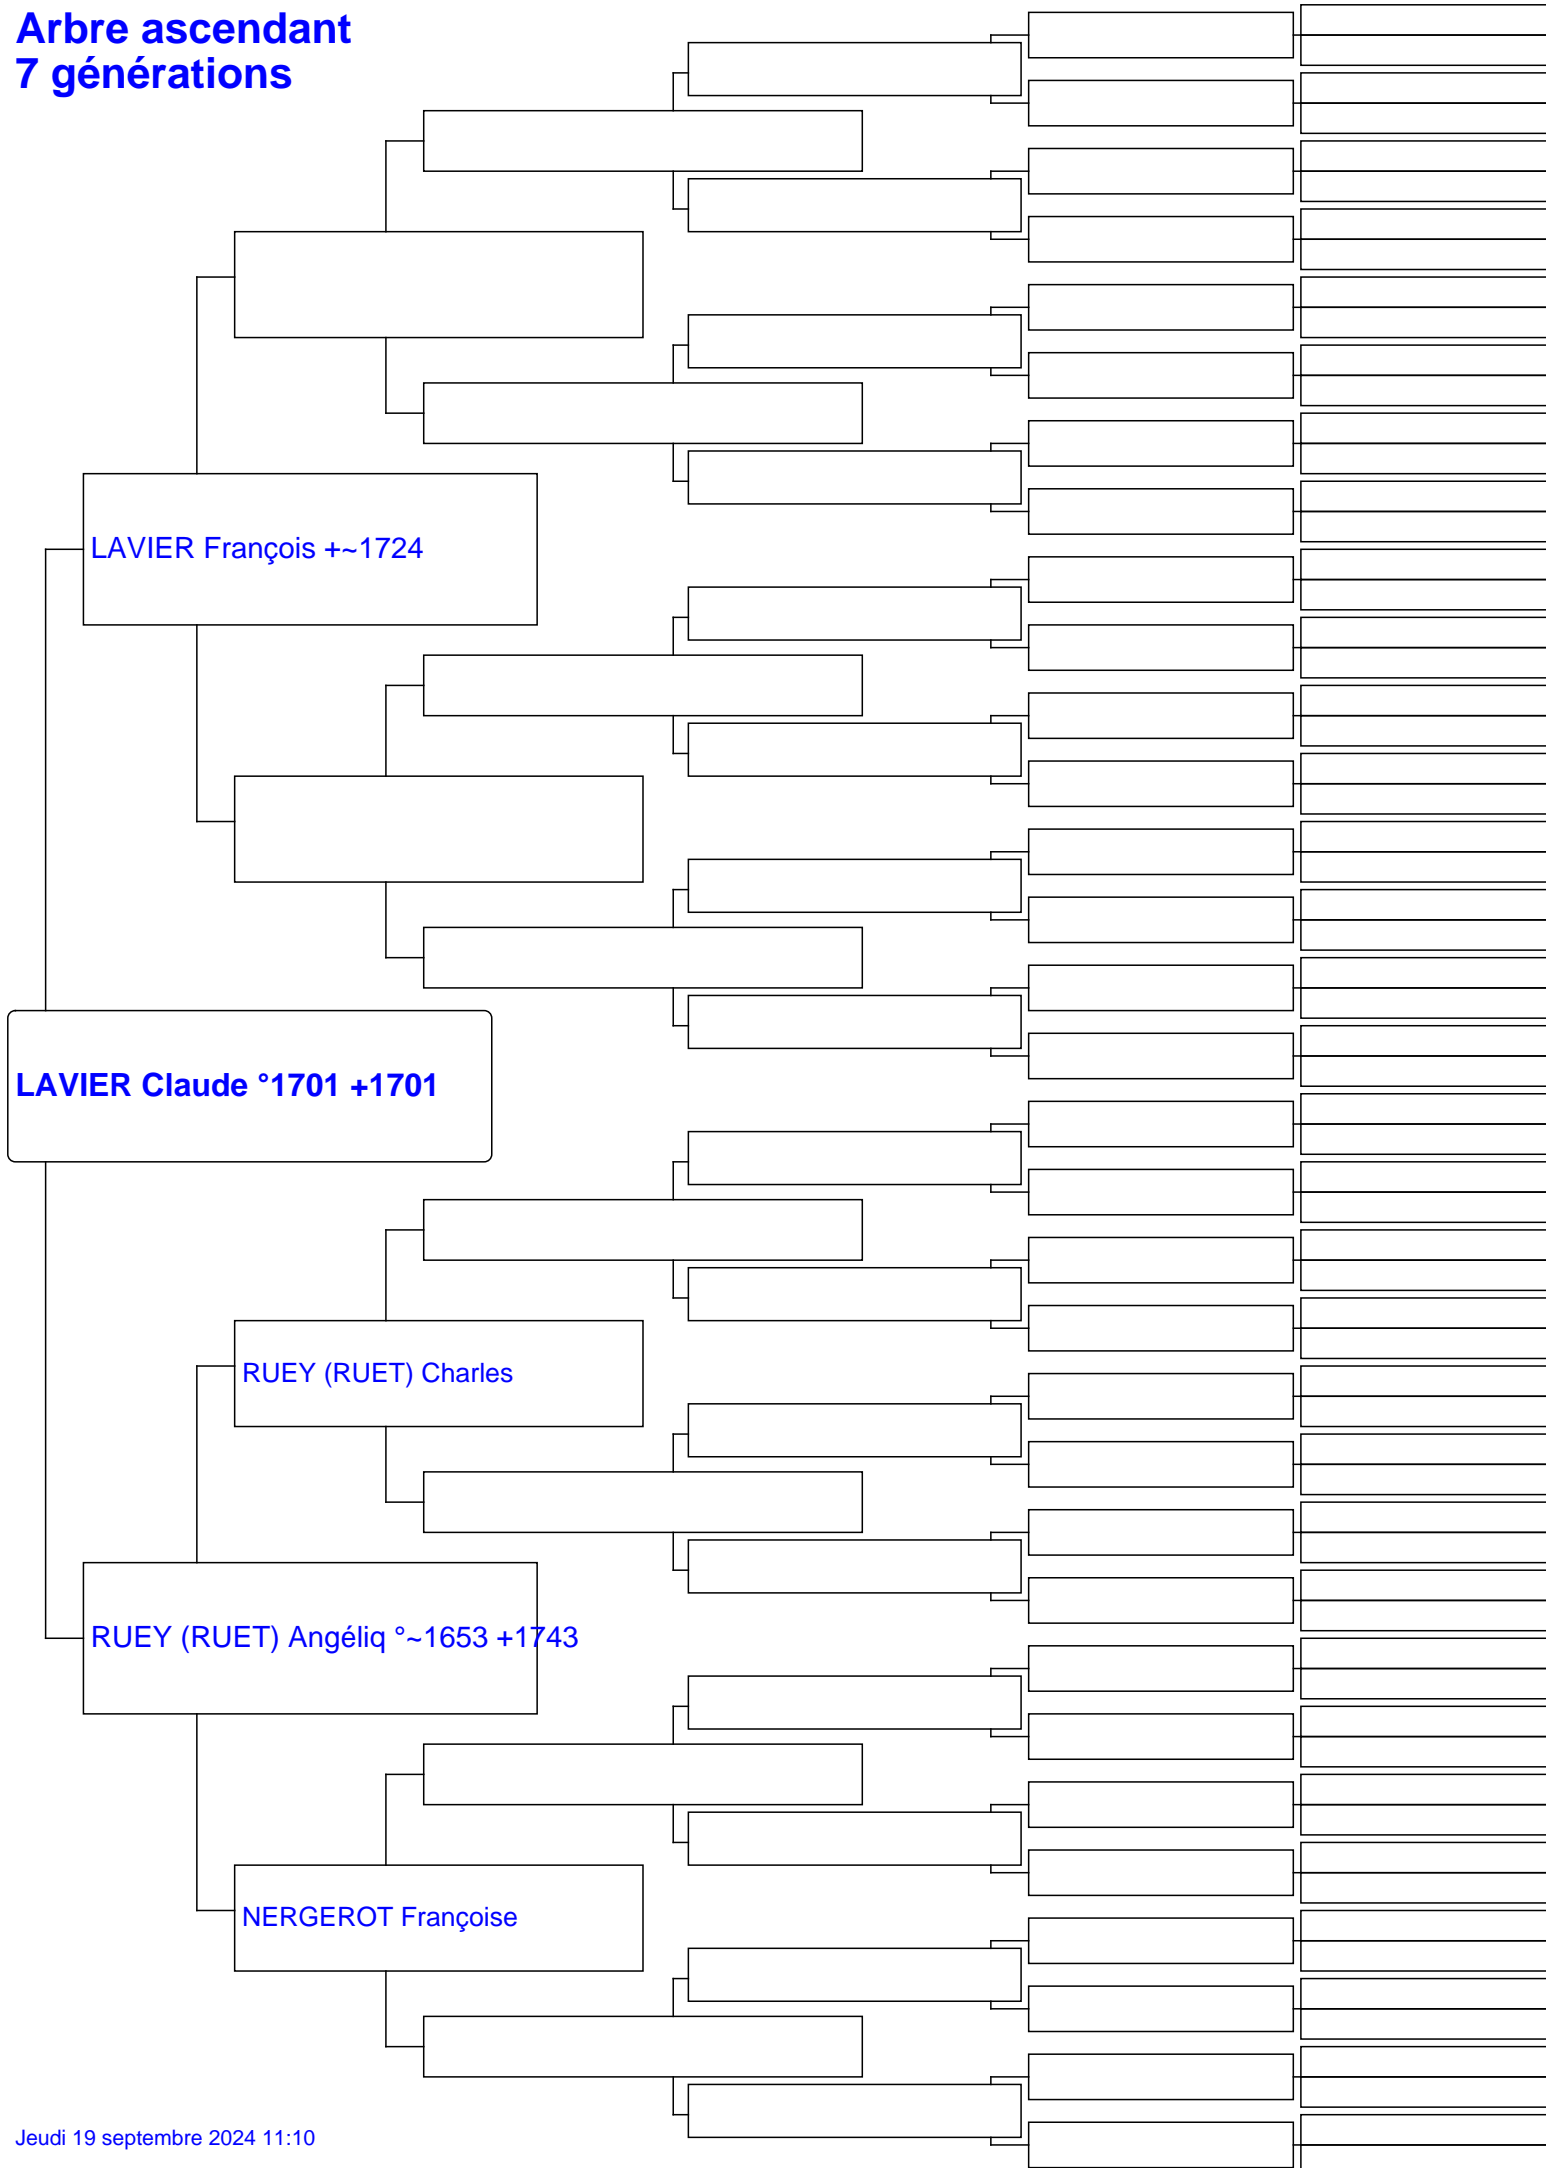 Arbre ascendant
7 générations
LAVIER François +~1724
LAVIER Claude °1701 +1701
RUEY (RUET) Charles
RUEY (RUET) Angéliq °~1653 +1743
NERGEROT Françoise
Jeudi 19 septembre 2024 11:10